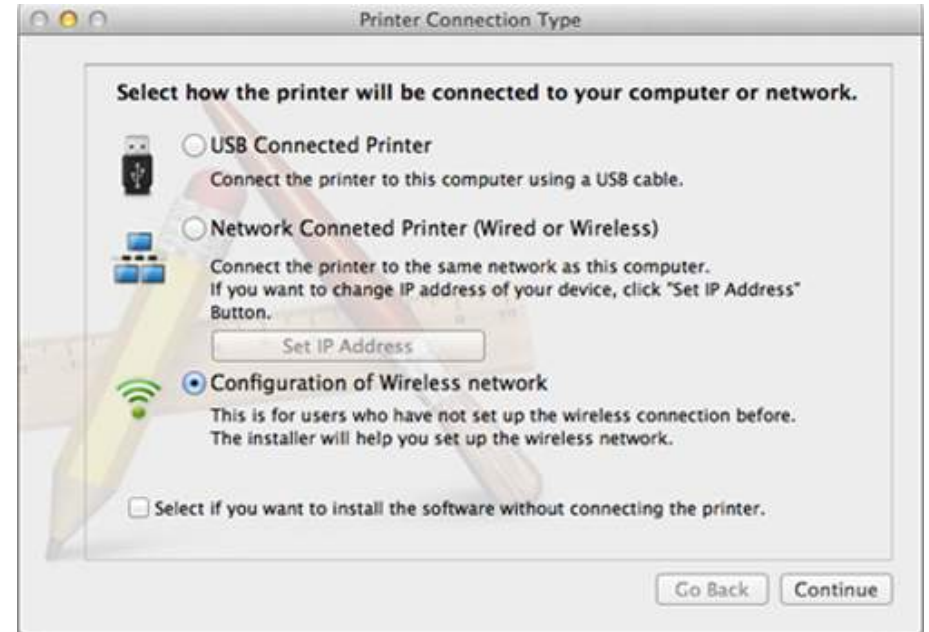 Printer Connection Type
Select how the printer will be connected to your computer or network.
USB Connected Printer
Connect the printer to this computer using a USB cable.
Network Conneted Printer (Wired or Wireless)
Connect the printer to the same network as this computer.
If you want to change IP address of your device, click "Set IP Address"
Button.
Set IP Address
Configuration of Wireless network
This is for users who have not set up the wireless connection before.
The installer will help you set up the wireless network.
Select if you want to install the software without connecting the printer.
Go Back
Continue